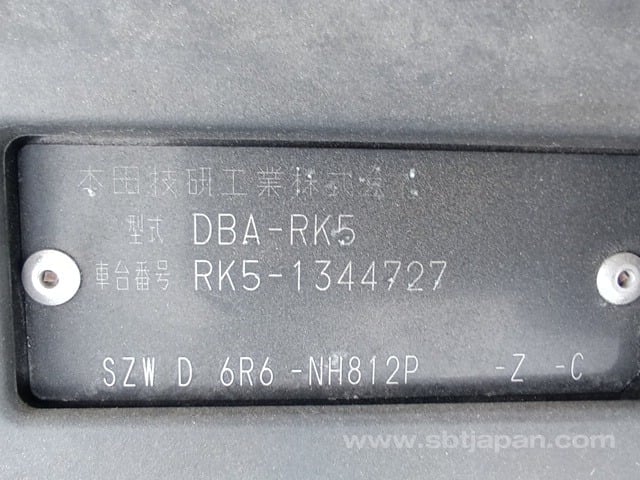 本田技研工業株式会社
型式 DBA-RK5
車台番号 RK5-1344727
SZW D 6R6 -NH812P -Z -C
www.sbtjapan.com